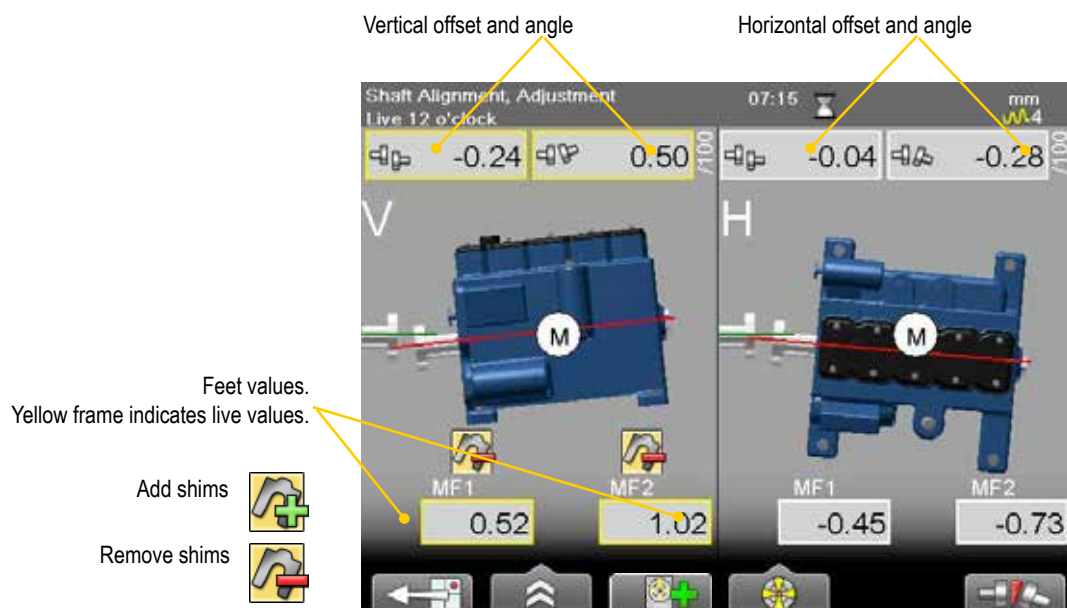 Vertical offset and angle
Horizontal offset and angle
Shaft Alignment, Adjustment
Live 12 o'clock
07:15
mm
4
-0.24
0.50
/100
-0.04
-0.28
/100
V
H
M
M
Feet values.
Yellow frame indicates live values.
Add shims
Remove shims
MF1
MF2
MF1
MF2
0.52
1.02
-0.45
-0.73